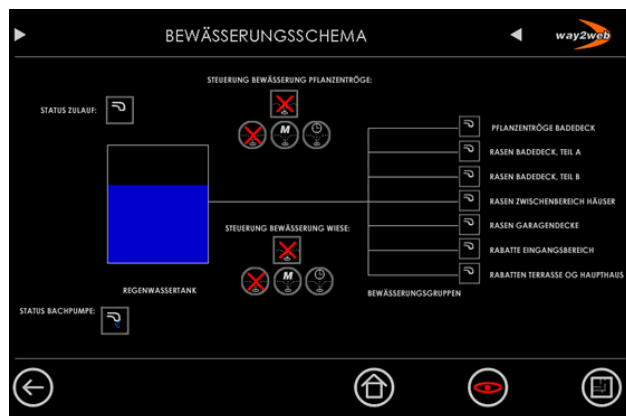 BEWÄSSERUNGSSCHEMA
way2web
STEUERUNG BEWÄSSERUNG PFLANZENTRÖGE:
STATUS ZULAUF:
M
PFLANZENTRÖGE BADEDECK
RASEN BADEDECK, TEIL A
RASEN BADEDECK, TEIL B
RASEN ZWISCHENBEREICH HÄUSER
STEUERUNG BEWÄSSERUNG WIESE:
RASEN GARAGENDECKE
RABATTE EINGANGSBEREICH
M
RABATTEN TERRASSE OG HAUPTHAUS
REGENWASSERTANK
BEWÄSSERUNGSGRUPPEN
STATUS BACHPUMPE: